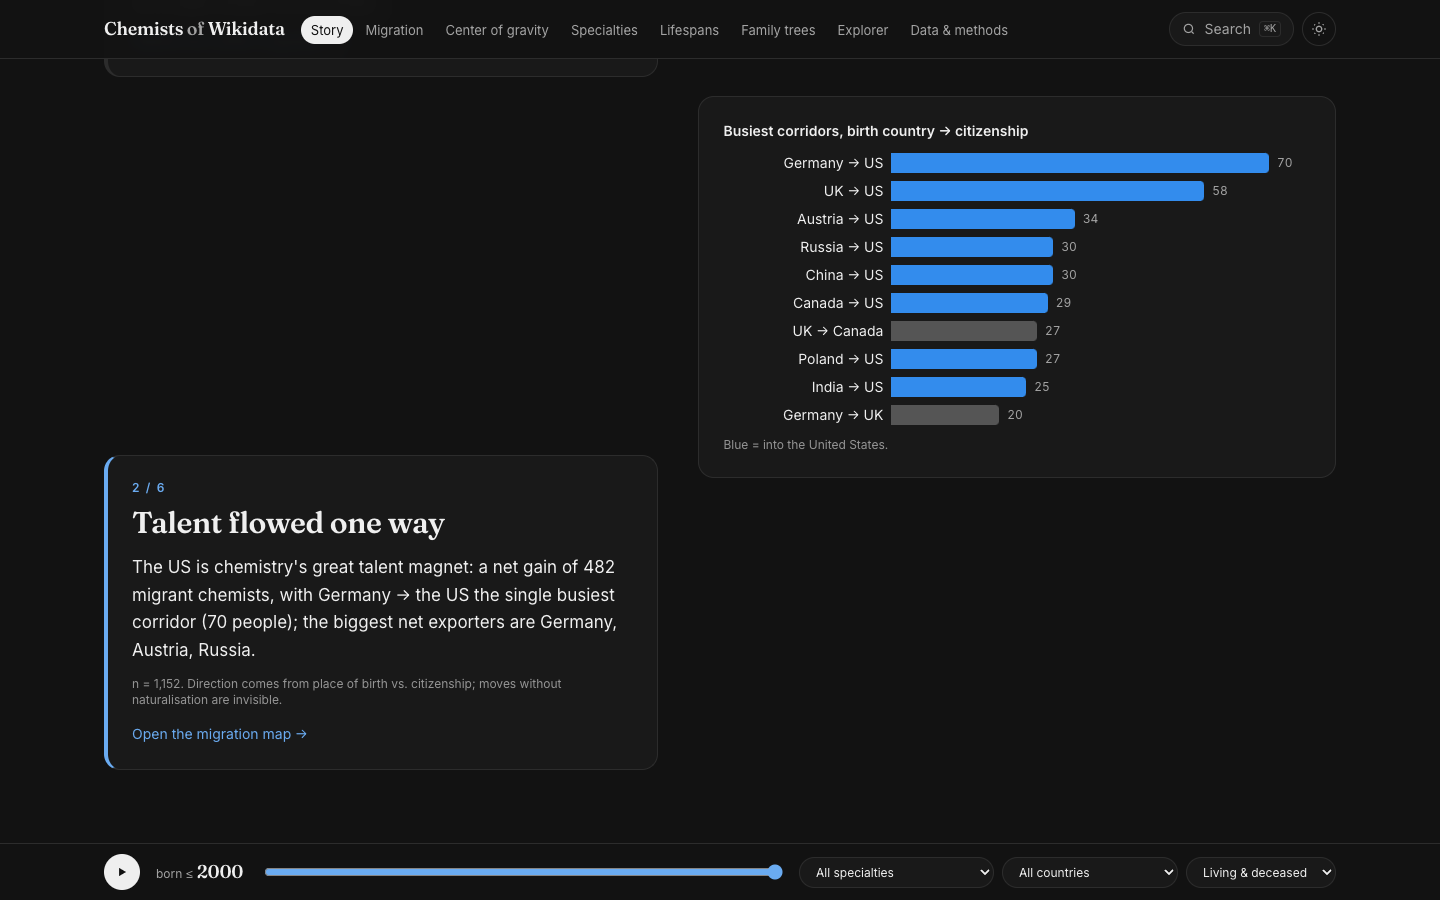 Chemists of Wikidata
Story
Migration
Center of gravity
Specialties
Lifespans
Family trees
Explorer
Data & methods
Search ⌘K
Busiest corridors, birth country → citizenship
Germany → US 70
UK → US 58
Austria → US 34
Russia → US 30
China → US 30
Canada → US 29
UK → Canada 27
Poland → US 27
India → US 25
Germany → UK 20
Blue = into the United States.
2 / 6
Talent flowed one way
The US is chemistry's great talent magnet: a net gain of 482
migrant chemists, with Germany → the US the single busiest
corridor (70 people); the biggest net exporters are Germany,
Austria, Russia.
n = 1,152. Direction comes from place of birth vs. citizenship; moves without
naturalisation are invisible.
Open the migration map →
born ≤ 2000
All specialties
All countries
Living & deceased